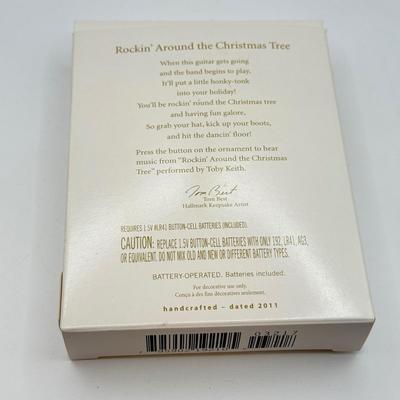 Rockin' Around the Christmas Tree
When this guitar gets going
and the band begins to play,
It'll put a little honky-tonk
into your holiday!
You'll be rockin' round the Christmas tree
and having fun galore,
So grab your hat, kick up your boots,
and hit the dancin' floor!
Press the button on the ornament to hear
music from "Rockin' Around the Christmas
Tree" performed by Toby Keith.
Tom Best
Tom Best
Hallmark Keepsake Artist
REQUIRES 1.5V #LR41 BUTTON-CELL BATTERIES (INCLUDED).
CAUTION: REPLACE 1.5V BUTTON-CELL BATTERIES WITH ONLY 192, LR41, AG3,
OR EQUIVALENT. DO NOT MIX OLD AND NEW OR DIFFERENT BATTERY TYPES.
BATTERY-OPERATED. Batteries included.
For decorative use only.
Conçu à des fins décoratives seulement.
handcrafted – dated 2011